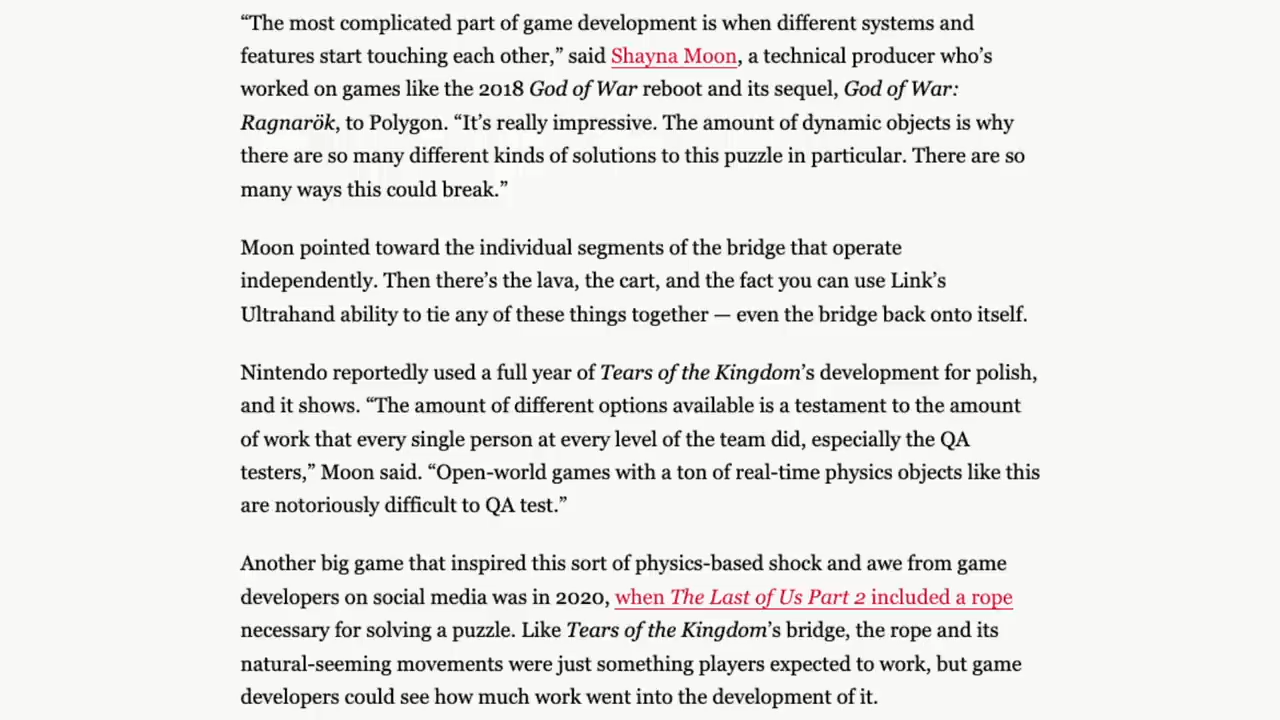 “The most complicated part of game development is when different systems and
features start touching each other,” said Shayna Moon, a technical producer who’s
worked on games like the 2018 God of War reboot and its sequel, God of War:
Ragnarök, to Polygon. “It’s really impressive. The amount of dynamic objects is why
there are so many different kinds of solutions to this puzzle in particular. There are so
many ways this could break.”
Moon pointed toward the individual segments of the bridge that operate
independently. Then there’s the lava, the cart, and the fact you can use Link’s
Ultrahand ability to tie any of these things together — even the bridge back onto itself.
Nintendo reportedly used a full year of Tears of the Kingdom’s development for polish,
and it shows. “The amount of different options available is a testament to the amount
of work that every single person at every level of the team did, especially the QA
testers,” Moon said. “Open-world games with a ton of real-time physics objects like this
are notoriously difficult to QA test.”
Another big game that inspired this sort of physics-based shock and awe from game
developers on social media was in 2020, when The Last of Us Part 2 included a rope
necessary for solving a puzzle. Like Tears of the Kingdom’s bridge, the rope and its
natural-seeming movements were just something players expected to work, but game
developers could see how much work went into the development of it.